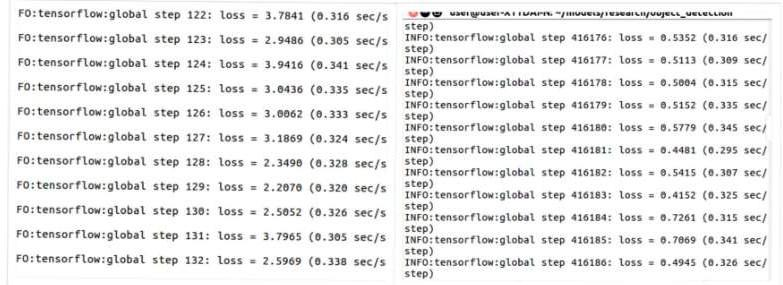 FO:tensorflow:global step 122: loss = 3.7841 (0.316 sec/s
FO:tensorflow:global step 123: loss = 2.9486 (0.305 sec/s
FO:tensorflow:global step 124: loss = 3.9416 (0.341 sec/s
FO:tensorflow:global step 125: loss = 3.0436 (0.335 sec/s
FO:tensorflow:global step 126: loss = 3.0062 (0.333 sec/s
FO:tensorflow:global step 127: loss = 3.1869 (0.324 sec/s
FO:tensorflow:global step 128: loss = 2.3490 (0.328 sec/s
FO:tensorflow:global step 129: loss = 2.2070 (0.320 sec/s
FO:tensorflow:global step 130: loss = 2.5052 (0.326 sec/s
FO:tensorflow:global step 131: loss = 3.7965 (0.305 sec/s
FO:tensorflow:global step 132: loss = 2.5969 (0.338 sec/s
~/models/research/object_detection
step)
INFO:tensorflow:global step 416176: loss = 0.5352 (0.316 sec/
step)
INFO:tensorflow:global step 416177: loss = 0.5113 (0.309 sec/
step)
INFO:tensorflow:global step 416178: loss = 0.5004 (0.315 sec/
step)
INFO:tensorflow:global step 416179: loss = 0.5152 (0.335 sec/
step)
INFO:tensorflow:global step 416180: loss = 0.5779 (0.345 sec/
step)
INFO:tensorflow:global step 416181: loss = 0.4481 (0.295 sec/
step)
INFO:tensorflow:global step 416182: loss = 0.5415 (0.307 sec/
step)
INFO:tensorflow:global step 416183: loss = 0.4152 (0.325 sec/
step)
INFO:tensorflow:global step 416184: loss = 0.7261 (0.315 sec/
step)
INFO:tensorflow:global step 416185: loss = 0.7069 (0.341 sec/
step)
INFO:tensorflow:global step 416186: loss = 0.4945 (0.326 sec/
step)